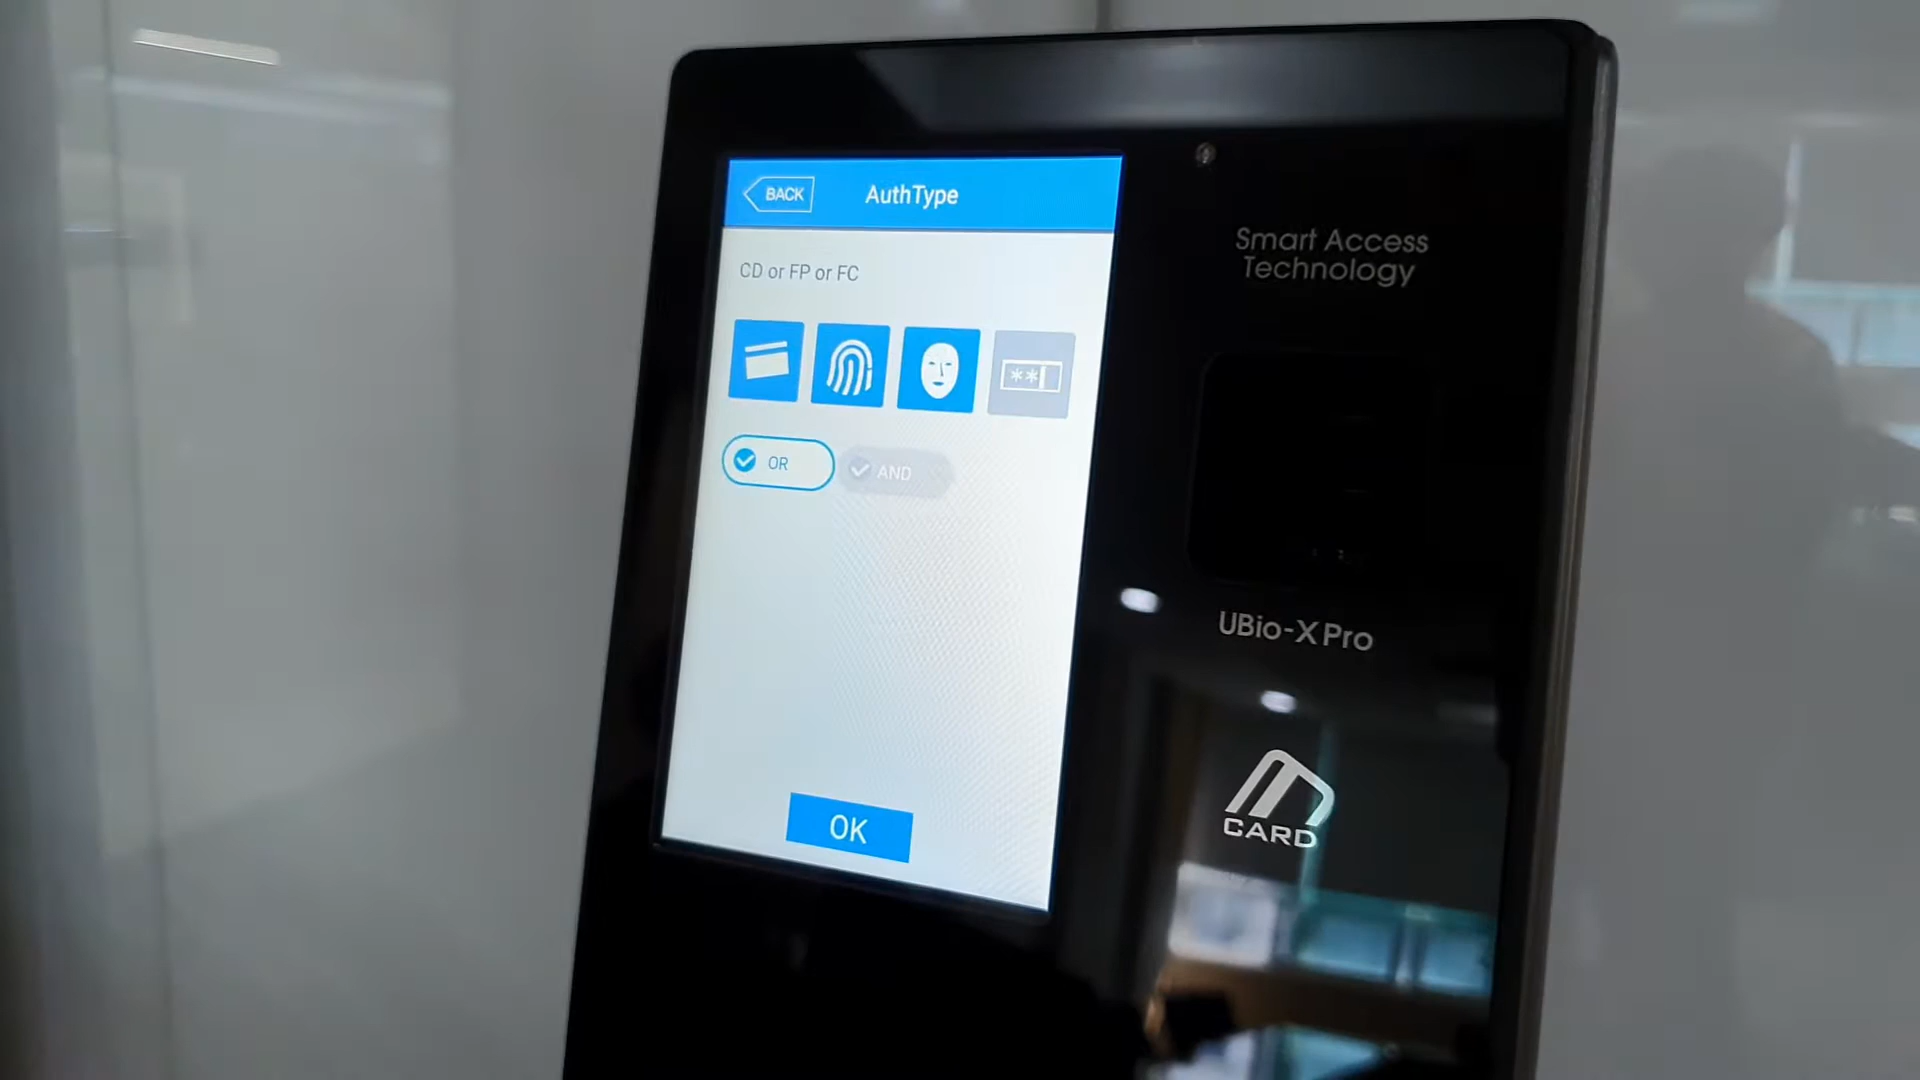 BACK
AuthType
CD or FP or FC
**
OR
AND
OK
Smart Access
Technology
UBio-X Pro
CARD